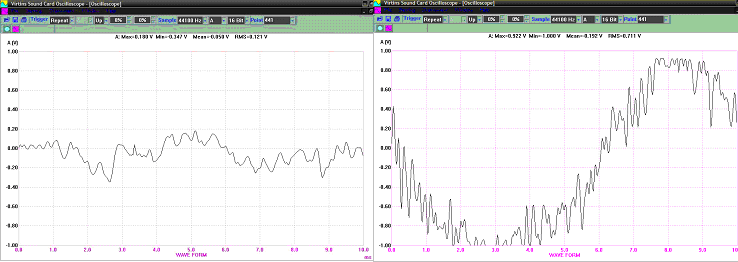 Virtins Sound Card Oscilloscope - [Oscilloscope]
Trigger Repeat Up 0% 0% Sample 44100 Hz A 16 Bit Point 441
A: Max=0.180 V Min=-0.347 V Mean=-0.050 V RMS=0.121 V
A (V)
1.00
0.80
0.60
0.40
0.20
0.00
-0.20
-0.40
-0.60
-0.80
-1.00
0.0 1.0 2.0 3.0 4.0 5.0 6.0 7.0 8.0 9.0 10.0
WAVE FORM ms
Virtins Sound Card Oscilloscope - [Oscilloscope]
Trigger Repeat Up 0% 0% Sample 44100 Hz A 16 Bit Point 441
A: Max=0.922 V Min=-1.000 V Mean=-0.192 V RMS=0.711 V
A (V)
1.00
0.80
0.60
0.40
0.20
0.00
-0.20
-0.40
-0.60
-0.80
-1.00
0.0 1.0 2.0 3.0 4.0 5.0 6.0 7.0 8.0 9.0 10
WAVE FORM